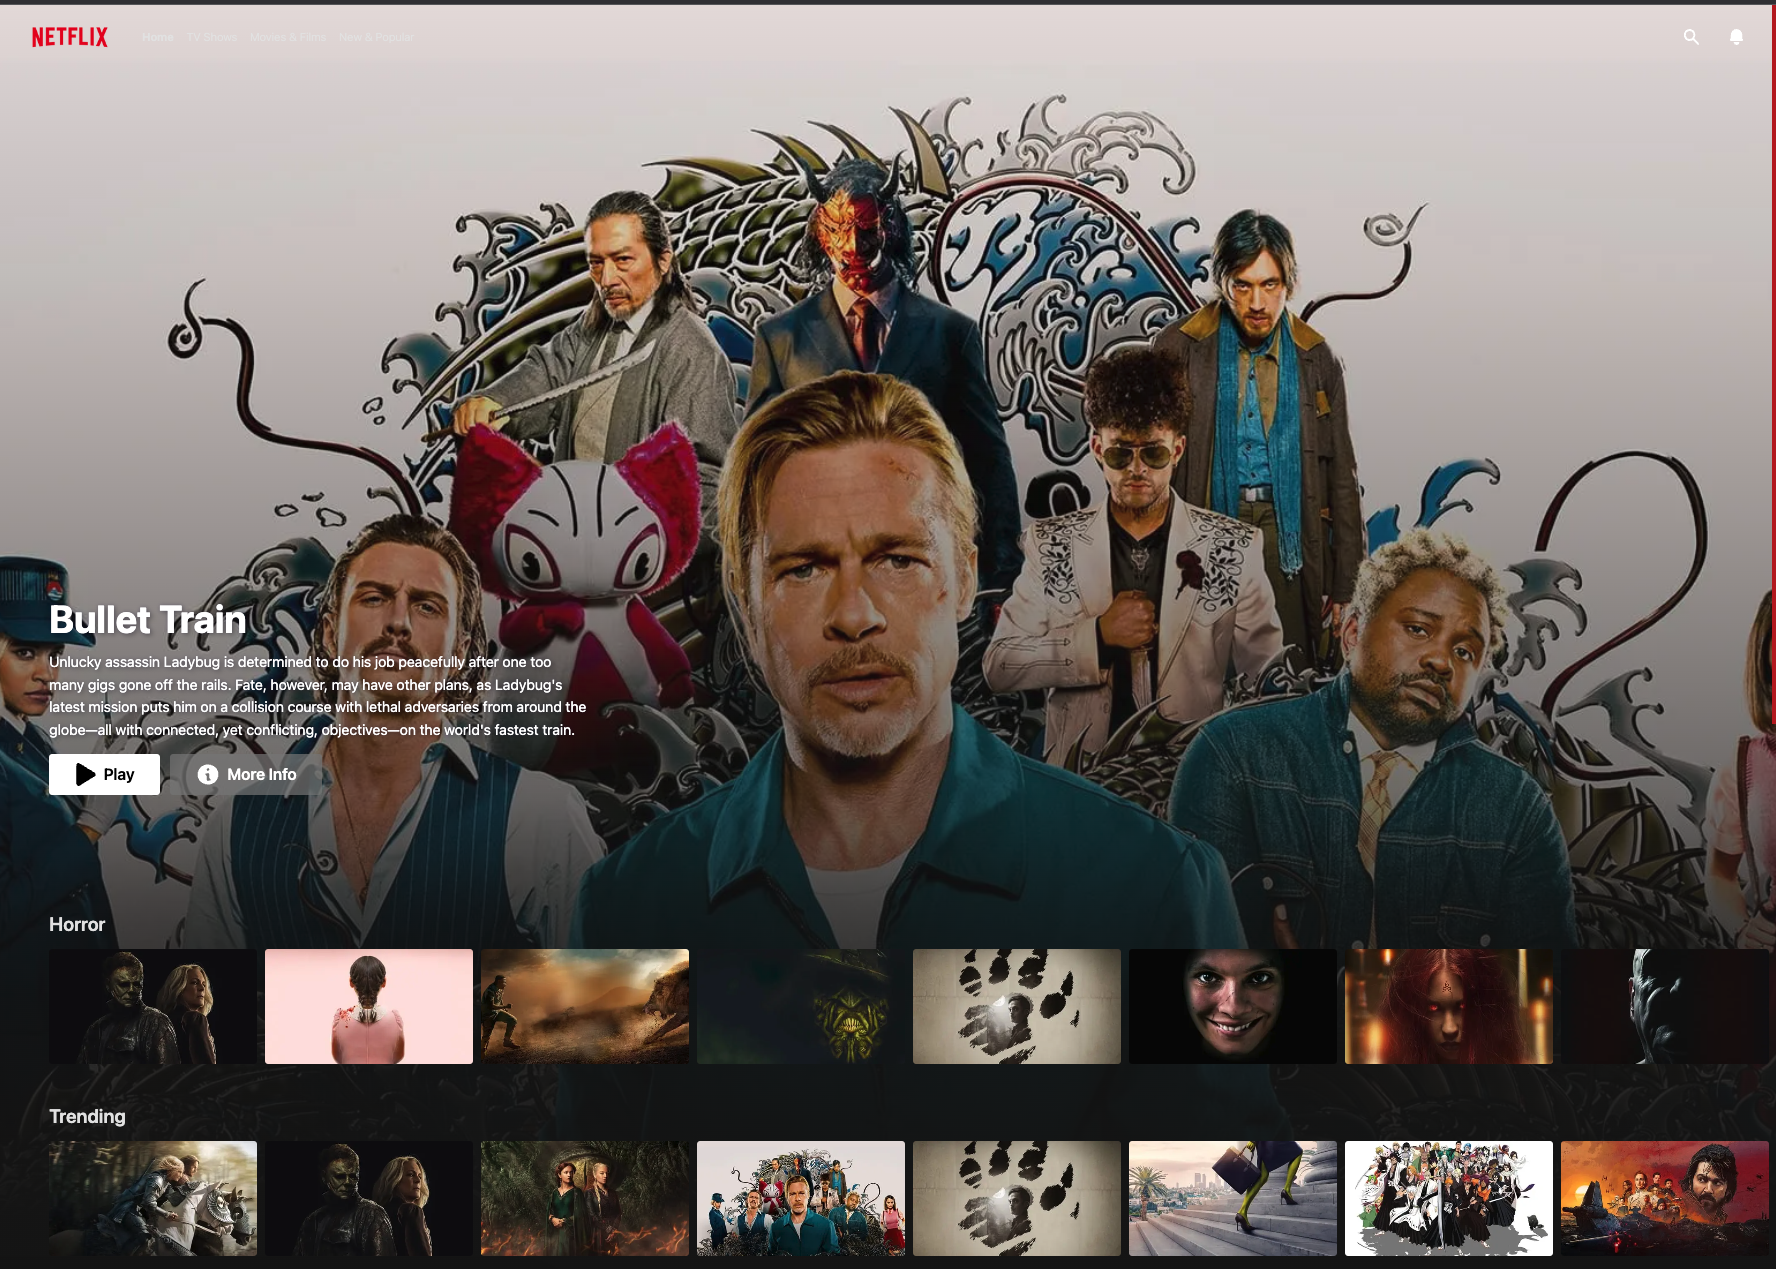 NETFLIX
Home TV Shows Movies & Films New & Popular
Bullet Train
Unlucky assassin Ladybug is determined to do his job peacefully after one too
many gigs gone off the rails. Fate, however, may have other plans, as Ladybug's
latest mission puts him on a collision course with lethal adversaries from around the
globe—all with connected, yet conflicting, objectives—on the world's fastest train.
Play
More Info
Horror
Trending